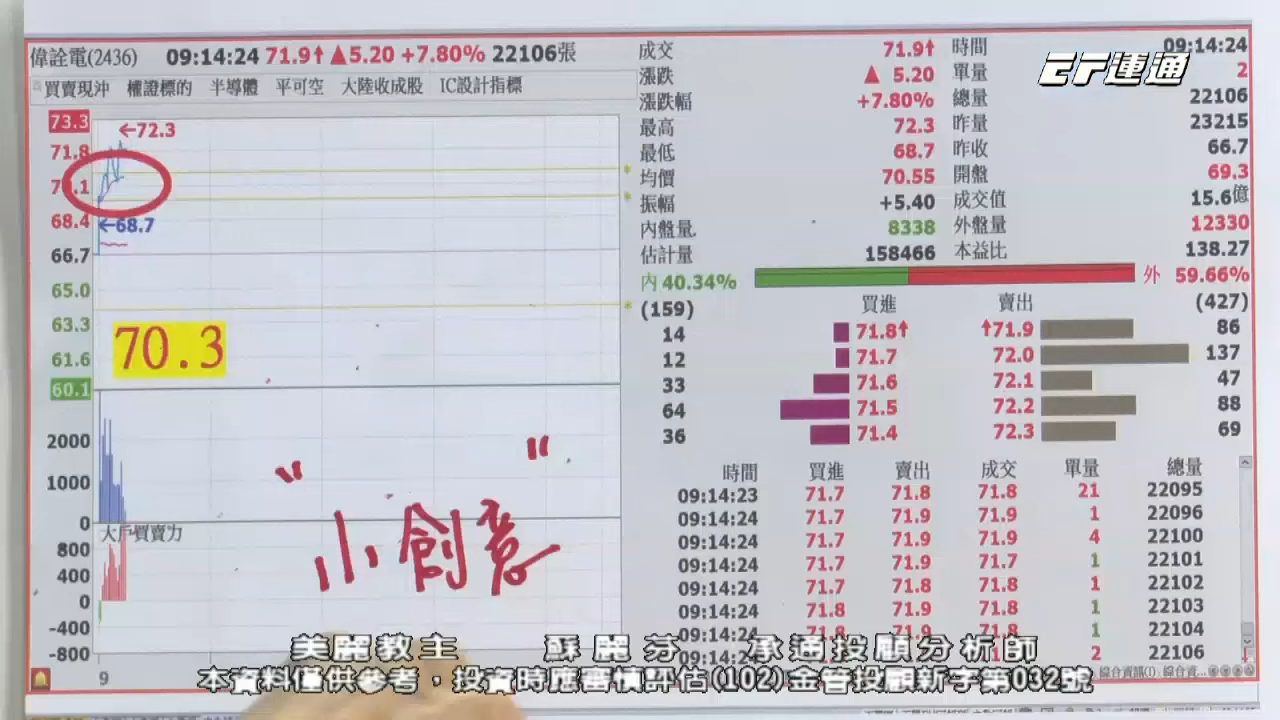 偉詮電(2436) 09:14:24 71.9↑ ▲5.20 +7.80% 22106張
買賣現沖 權證標的 半導體 平可空 大陸收成股 IC設計指標
EF運通
73.3
←72.3
71.8
70.1
68.4
←68.7
66.7
65.0
63.3
61.6
60.1
70.3
2000
1000
0
大戶買賣力
800
400
0
-400
-800
9
"小創意"
成交 71.9↑ 時間 09:14:24
漲跌 ▲ 5.20 單量 2
漲跌幅 +7.80% 總量 22106
最高 72.3 昨量 23215
最低 68.7 昨收 66.7
均價 70.55 開盤 69.3
振幅 +5.40 成交值 15.6億
內盤量 8338 外盤量 12330
估計量 158466 本益比 138.27
內 40.34% 外 59.66%
(159) 買進 賣出 (427)
14 71.8↑ ↑71.9 86
12 71.7 72.0 137
33 71.6 72.1 47
64 71.5 72.2 88
36 71.4 72.3 69
時間 買進 賣出 成交 單量 總量
09:14:23 71.7 71.8 71.8 21 22095
09:14:24 71.7 71.9 71.9 1 22096
09:14:24 71.7 71.9 71.9 4 22100
09:14:24 71.7 71.9 71.7 1 22101
09:14:24 71.7 71.8 71.8 1 22102
09:14:24 71.8 71.9 71.8 1 22103
09:14:24 71.8 71.9 71.8 1 22104
09:14:24 2 22106
美麗教主 蘇麗芬 承通投顧分析師
本資料僅供參考，投資時應審慎評估(102)金管投顧新字第032號